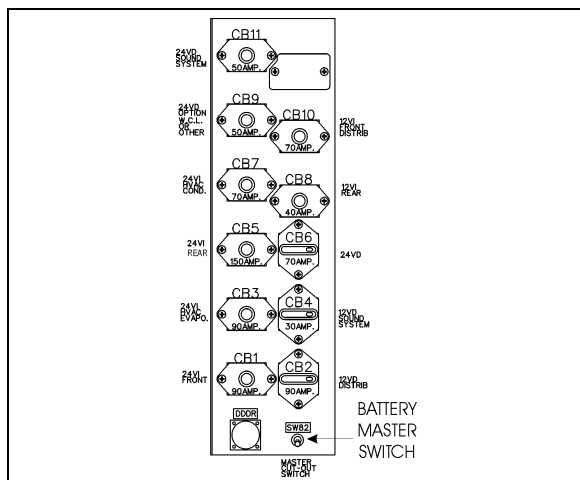 CB11
24VD
SOUND
SYSTEM
50AMP.
CB9
24VD
OPTION
W.C.L.
OR
OTHER
50AMP.
CB10
70AMP.
12VI
FRONT
DISTRIB
CB7
24VI
HVAC
COND.
70AMP.
CB8
40AMP.
12VI
REAR
CB5
24VI
REAR
150AMP.
CB6
70AMP.
24VD
CB3
24VI
HVAC
EVAPO.
90AMP.
CB4
30AMP.
12VD
SOUND
SYSTEM
CB1
24VI
FRONT
90AMP.
CB2
90AMP.
12VD
DISTRIB
DDDR
SW82
BATTERY
MASTER
SWITCH
MASTER
CUT-OUT
SWITCH